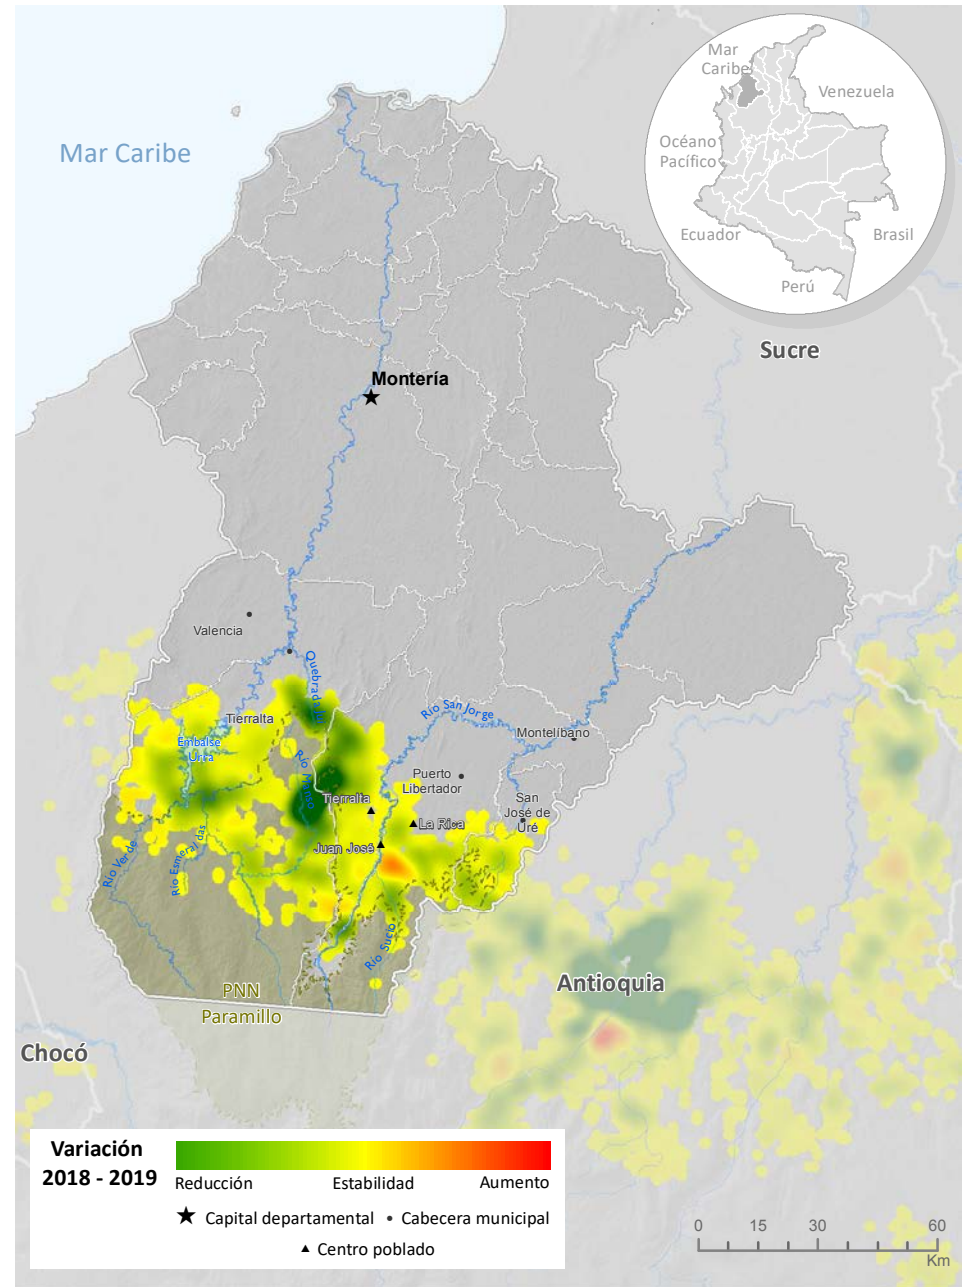 Mar
Caribe
Venezuela
Océano
Pacífico
Ecuador
Brasil
Perú
Mar Caribe
Sucre
Montería
Valencia
Quebrada
Río San Jorge
Tierralta
Montelíbano
Embalse
Urrá
Río Manso
Puerto
Libertador
Tierralta
San
José de
Uré
La Rica
Juan José
Río Verde
Río Esmeraldas
Río Sucio
PNN
Paramillo
Antioquia
Chocó
Variación
2018 - 2019
Reducción
Estabilidad
Aumento
Capital departamental
Cabecera municipal
Centro poblado
0 15 30 60
Km